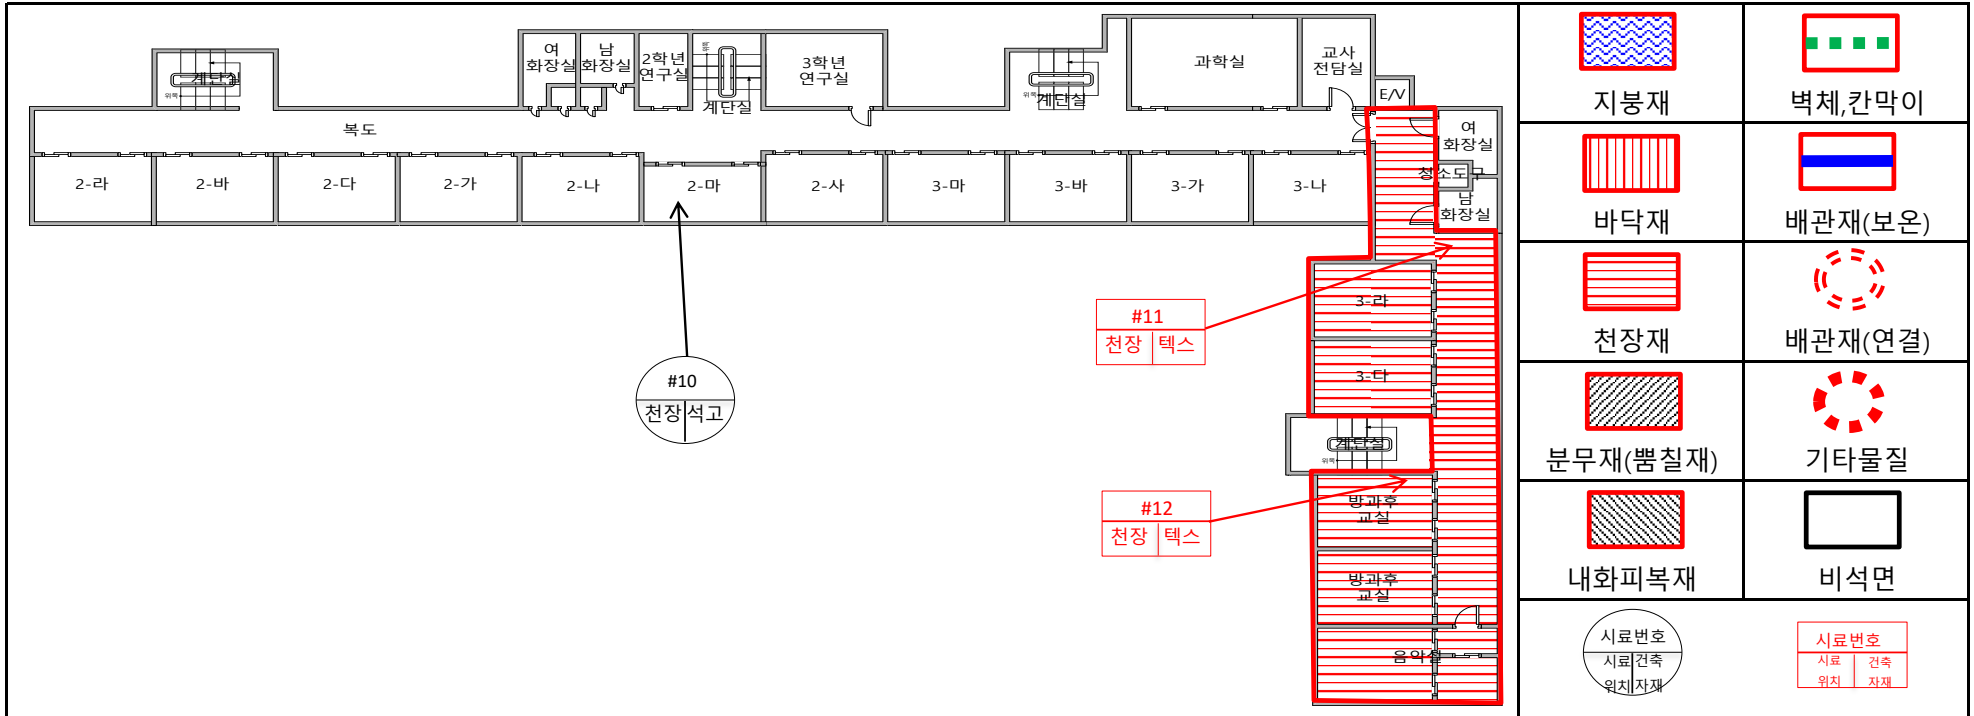 여
화장실
남
화장실
2학년
연구실
위쪽
계단실
3학년
연구실
과학실
교사
전담실
계단실
위쪽
계단실
위쪽
E/V
복도
여
화장실
청소도구
남
화장실
2-라
2-바
2-다
2-가
2-나
2-마
2-사
3-마
3-바
3-가
3-나
#10
천장 석고
#11
천장 텍스
3-라
3-다
계단실
위쪽
#12
천장 텍스
방과후
교실
방과후
교실
음악실
지붕재
벽체,칸막이
바닥재
배관재(보온)
천장재
배관재(연결)
분무재(뿜칠재)
기타물질
내화피복재
비석면
시료번호
시료 건축
위치 자재
시료번호
시료 건축
위치 자재